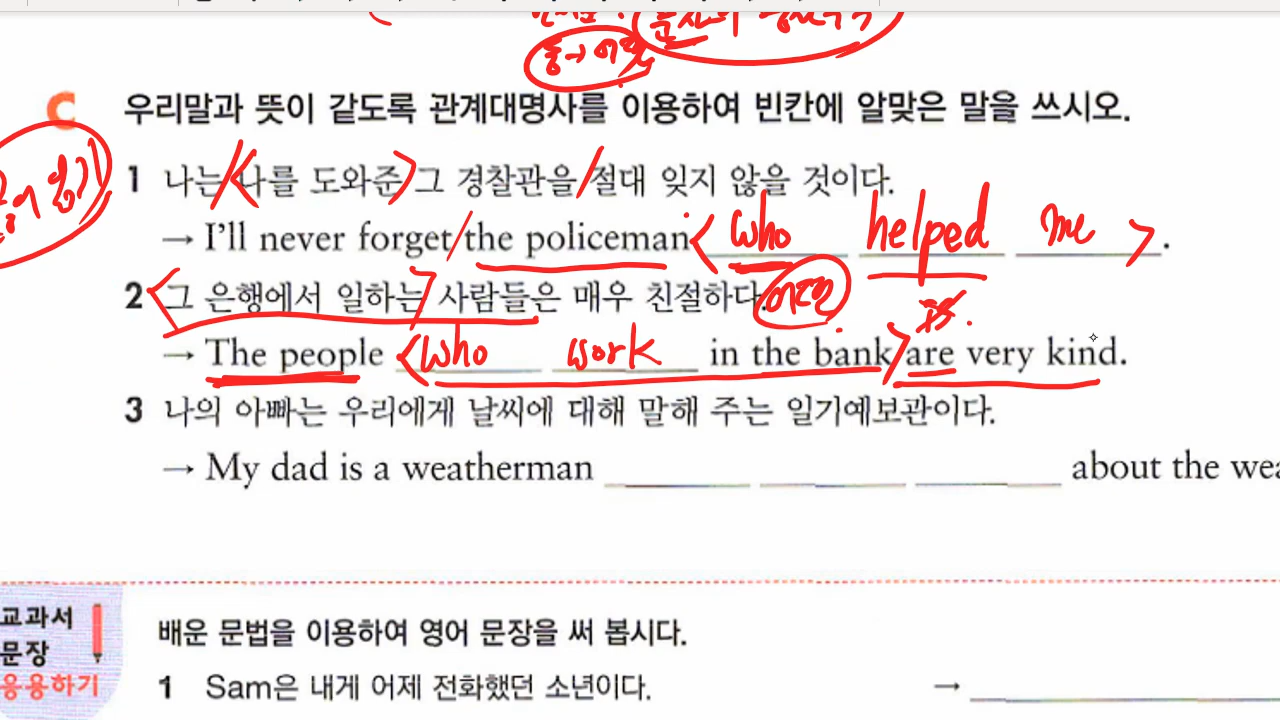 C 우리말과 뜻이 같도록 관계대명사를 이용하여 빈칸에 알맞은 말을 쓰시오.
1 나는 나를 도와준 그 경찰관을 절대 잊지 않을 것이다.
→ I'll never forget the policeman who helped me .
2 그 은행에서 일하는 사람들은 매우 친절하다.
→ The people who work in the bank are very kind.
3 나의 아빠는 우리에게 날씨에 대해 말해 주는 일기예보관이다.
→ My dad is a weatherman about the wea
교과서
문장
응용하기
배운 문법을 이용하여 영어 문장을 써 봅시다.
1 Sam은 내게 어제 전화했던 소년이다. →